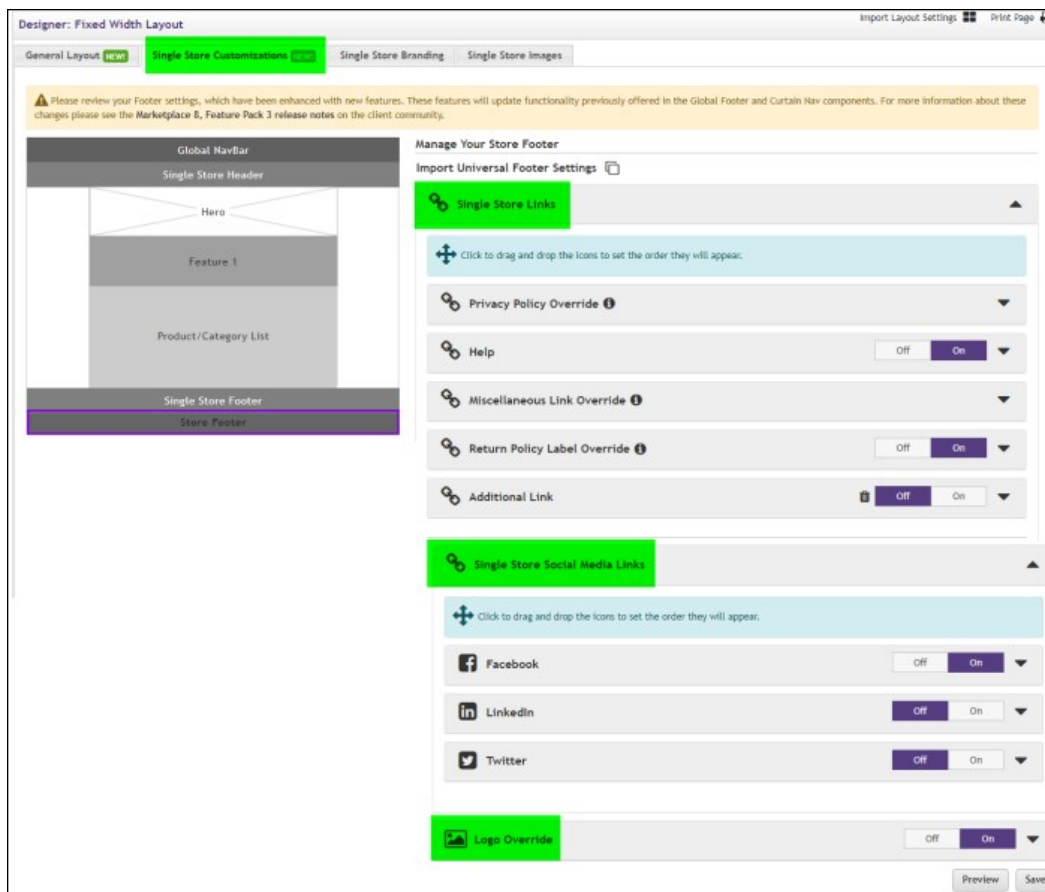 Designer: Fixed Width Layout
Import Layout Settings
Print Page
General Layout NEW!
Single Store Customizations NEW!
Single Store Branding
Single Store Images
Please review your Footer settings, which have been enhanced with new features. These features will update functionality previously offered in the Global Footer and Curtain Nav components. For more information about these
changes please see the Marketplace 8, Feature Pack 3 release notes on the client community.
Global NavBar
Single Store Header
Hero
Feature 1
Product/Category List
Single Store Footer
Store Footer
Manage Your Store Footer
Import Universal Footer Settings
Single Store Links
Click to drag and drop the icons to set the order they will appear.
Privacy Policy Override
Help Off On
Miscellaneous Link Override
Return Policy Label Override Off On
Additional Link Off On
Single Store Social Media Links
Click to drag and drop the icons to set the order they will appear.
Facebook Off On
LinkedIn Off On
Twitter Off On
Logo Override Off On
Preview Save